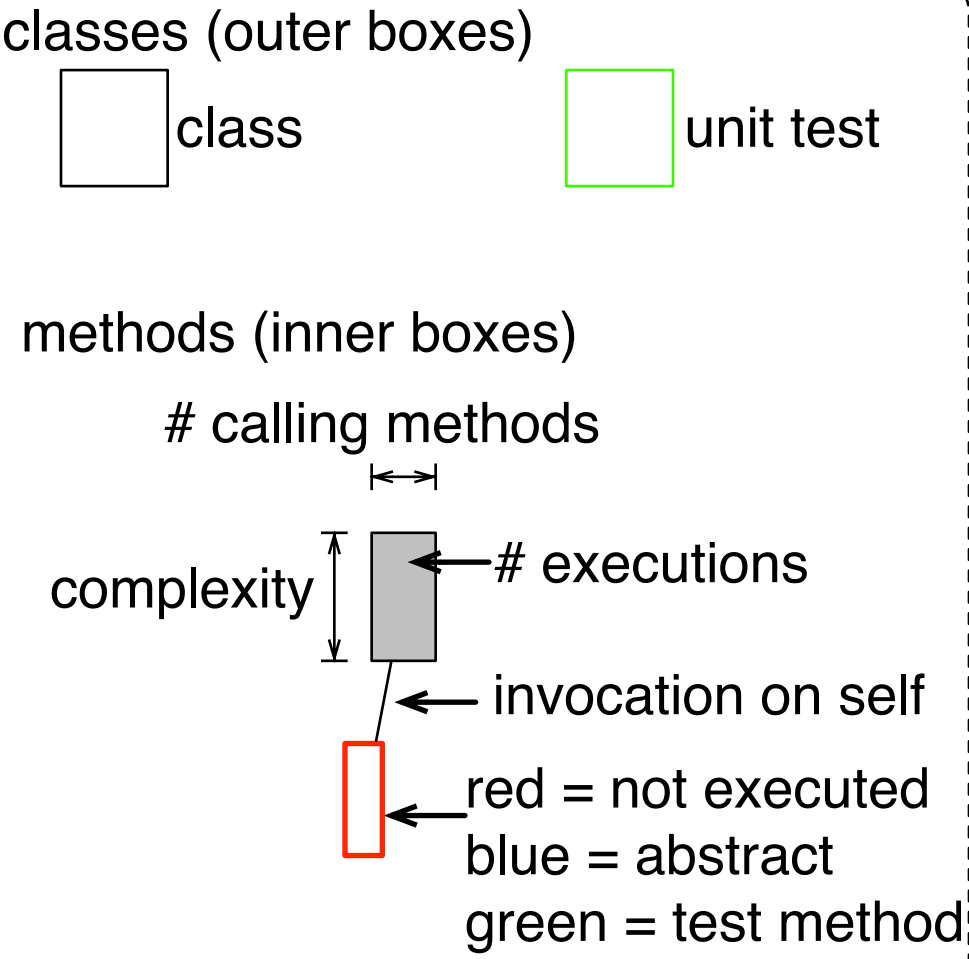 classes (outer boxes)
class
unit test
methods (inner boxes)
# calling methods
# executions
complexity
invocation on self
red = not executed
blue = abstract
green = test method